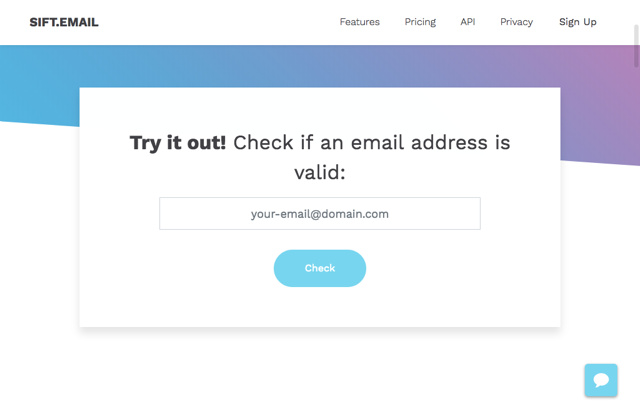 SIFT.EMAIL
Features
Pricing
API
Privacy
Sign Up
Try it out! Check if an email address is
valid:
your-email@domain.com
Check